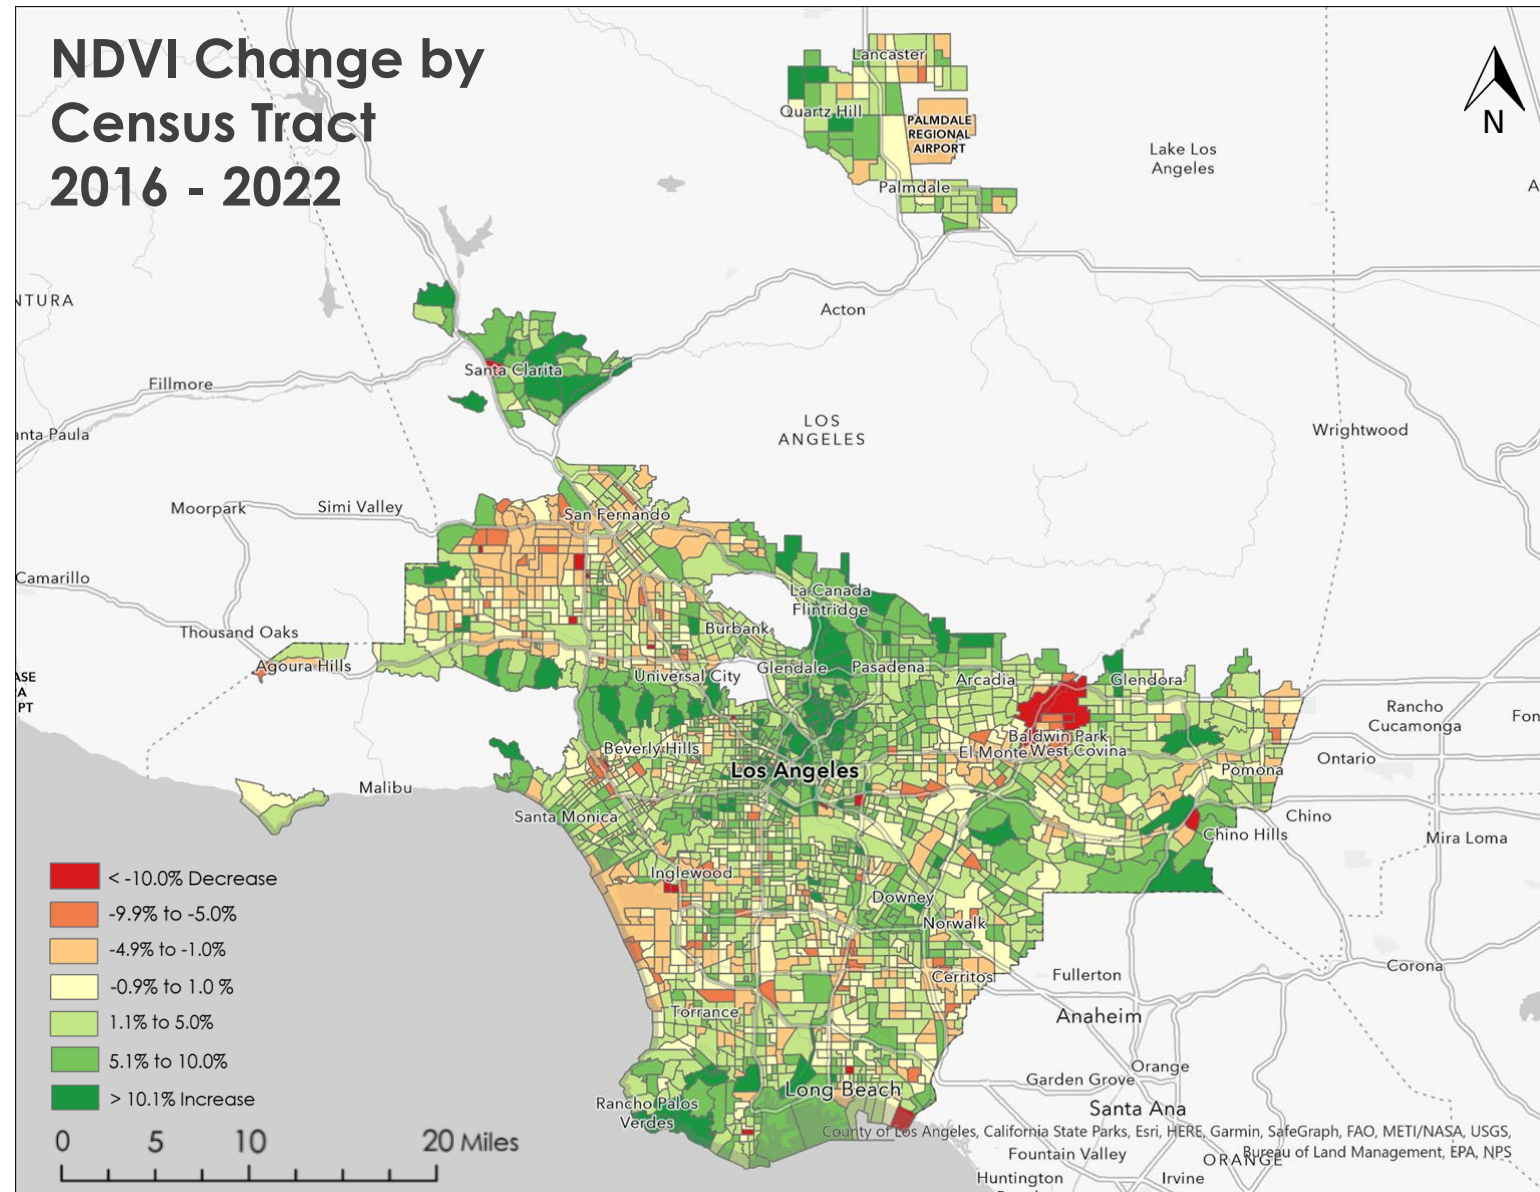 NDVI Change by
Census Tract
2016 - 2022
N
Lancaster
Quartz Hill
PALMDALE
REGIONAL
AIRPORT
Lake Los
Angeles
Palmdale
NTURA
Acton
Santa Clarita
Fillmore
LOS
ANGELES
Wrightwood
anta Paula
Moorpark
Simi Valley
San Fernando
Camarillo
La Canada
Flintridge
Thousand Oaks
Burbank
Agoura Hills
Universal City
Glendale
Pasadena
Arcadia
Glendora
ASE
A
PT
Rancho
Cucamonga
Fon
Baldwin Park
Beverly Hills
El Monte
West Covina
Ontario
Los Angeles
Pomona
Malibu
Santa Monica
Chino
Chino Hills
Mira Loma
Inglewood
Downey
Norwalk
Cerritos
Fullerton
Corona
Torrance
Anaheim
Orange
Garden Grove
Long Beach
Rancho Palos
Verdes
Santa Ana
< -10.0% Decrease
-9.9% to -5.0%
-4.9% to -1.0%
-0.9% to 1.0 %
1.1% to 5.0%
5.1% to 10.0%
> 10.1% Increase
0 5 10 20 Miles
County of Los Angeles, California State Parks, Esri, HERE, Garmin, SafeGraph, FAO, METI/NASA, USGS,
Bureau of Land Management, EPA, NPS
Fountain Valley
ORANGE
Huntington
Irvine